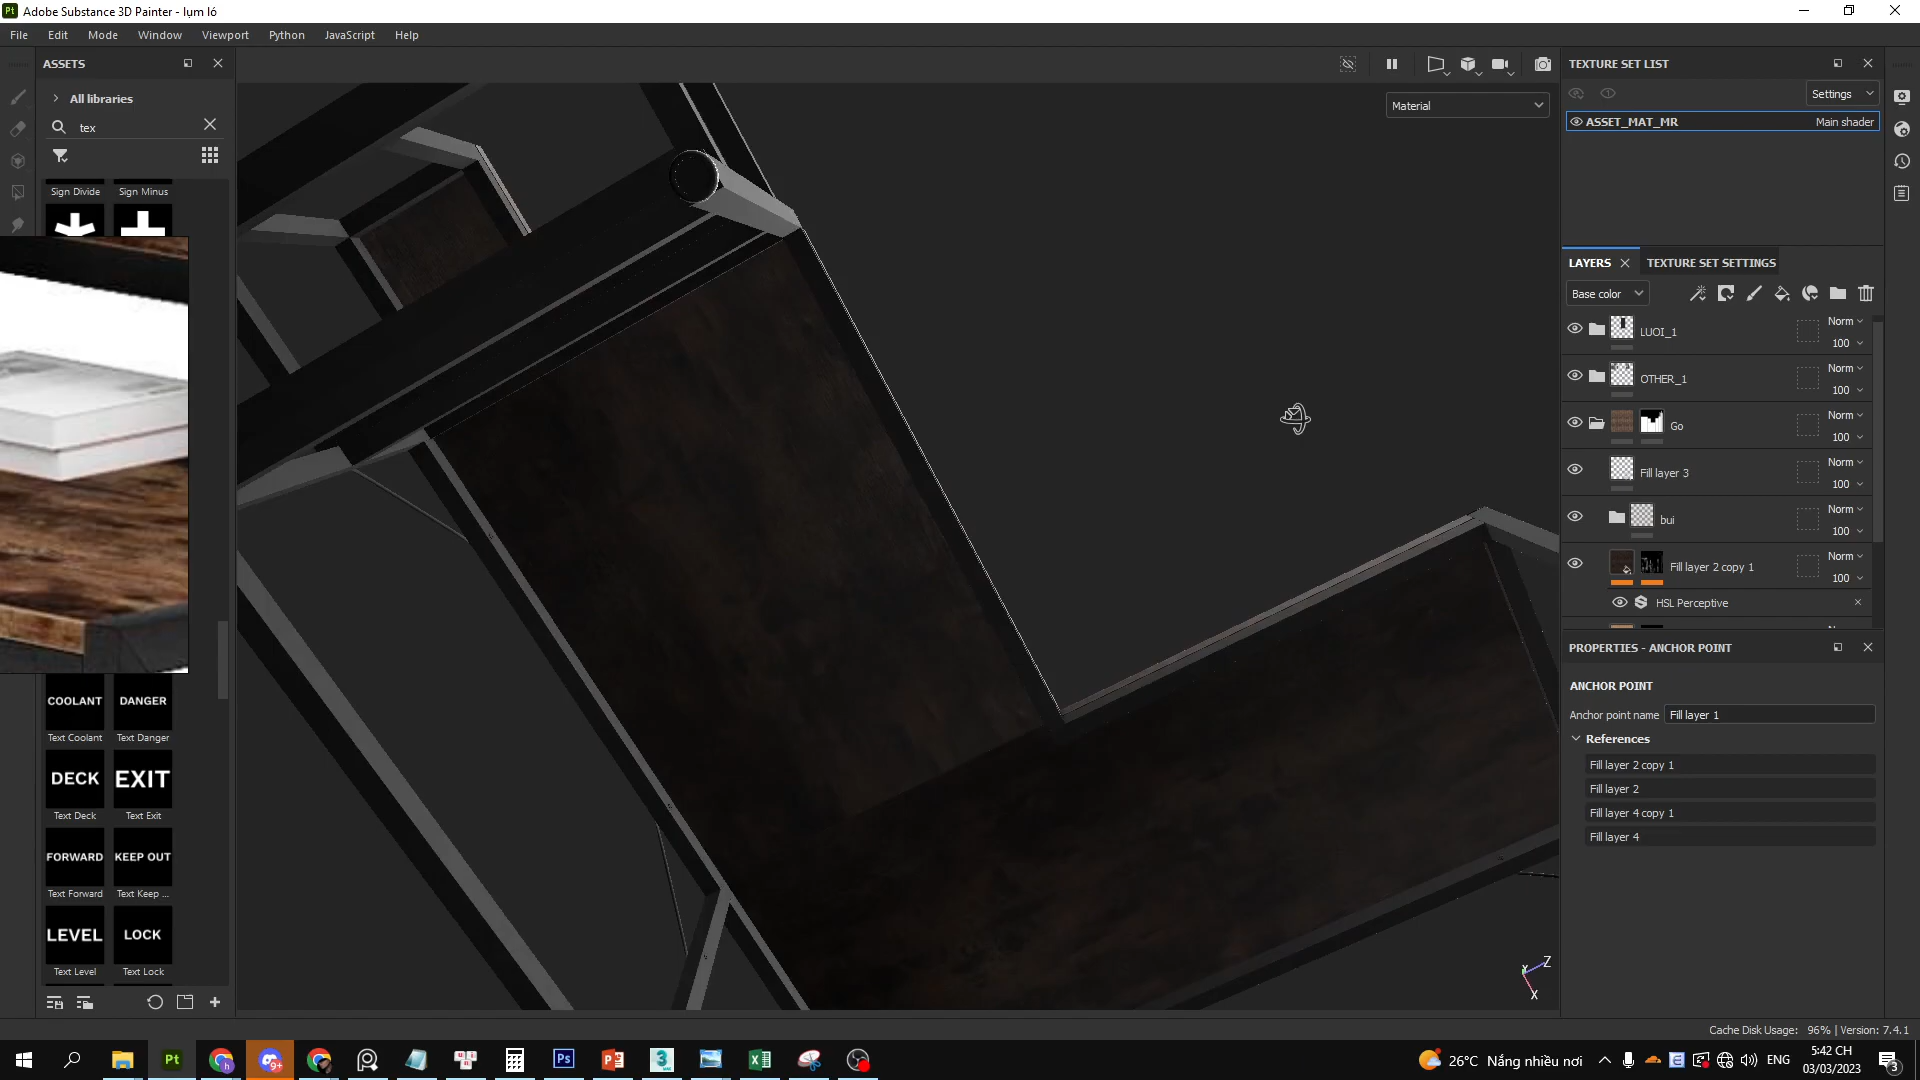 Adobe Substance 3D Painter - lụm ló
File Edit Mode Window Viewport Python JavaScript Help
ASSETS
All libraries
tex
Sign Divide Sign Minus
COOLANT DANGER
Text Coolant Text Danger
DECK EXIT
Text Deck Text Exit
FORWARD KEEP OUT
Text Forward Text Keep ...
LEVEL LOCK
Text Level Text Lock
Material
Z
Y
X
TEXTURE SET LIST
Settings
ASSET_MAT_MR Main shader
LAYERS TEXTURE SET SETTINGS
Base color
LUOI_1 Norm 100
OTHER_1 Norm 100
Go Norm 100
Fill layer 3 Norm 100
bui Norm 100
Fill layer 2 copy 1 Norm 100
HSL Perceptive
PROPERTIES - ANCHOR POINT
ANCHOR POINT
Anchor point name Fill layer 1
References
Fill layer 2 copy 1
Fill layer 2
Fill layer 4 copy 1
Fill layer 4
Cache Disk Usage: 96% | Version: 7.4.1
26°C Nắng nhiều nơi
ENG
5:42 CH
03/03/2023
3